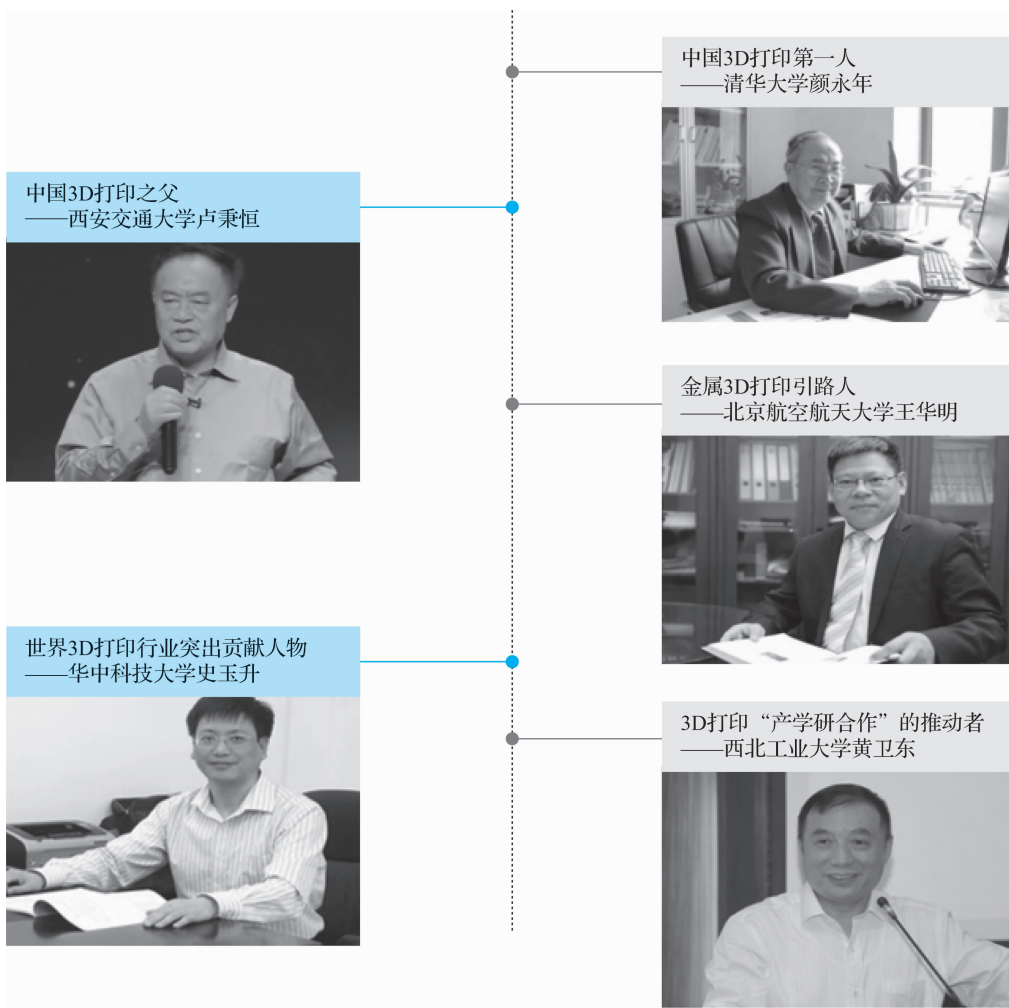 中国3D打印第一人
——清华大学颜永年
中国3D打印之父
——西安交通大学卢秉恒
金属3D打印引路人
——北京航空航天大学王华明
世界3D打印行业突出贡献人物
——华中科技大学史玉升
3D打印“产学研合作”的推动者
——西北工业大学黄卫东